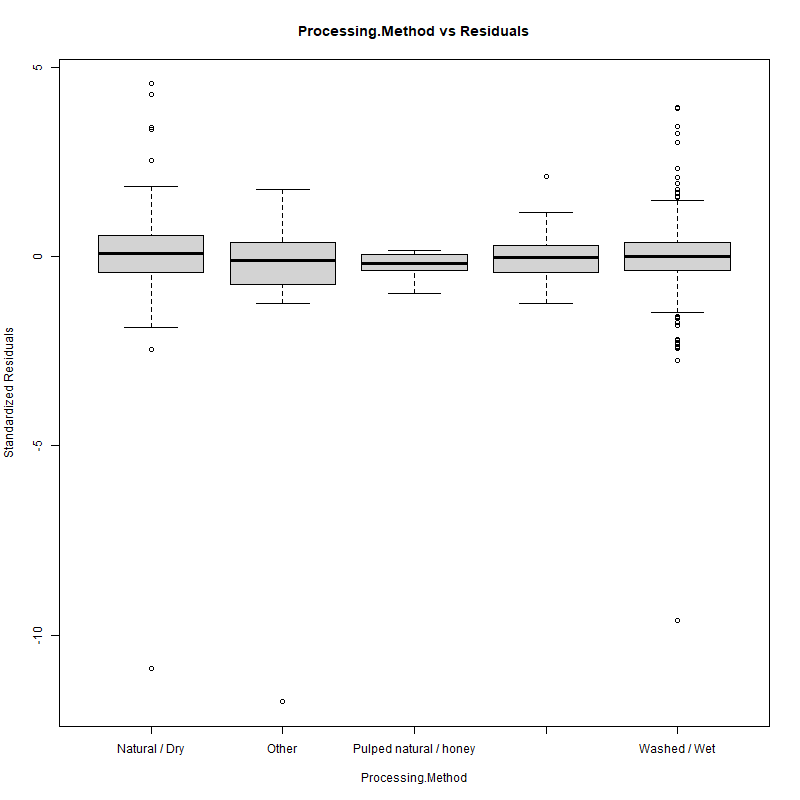 Processing.Method vs Residuals
5
0
-5
-10
Standardized Residuals
Natural / Dry
Other
Pulped natural / honey
Washed / Wet
Processing.Method